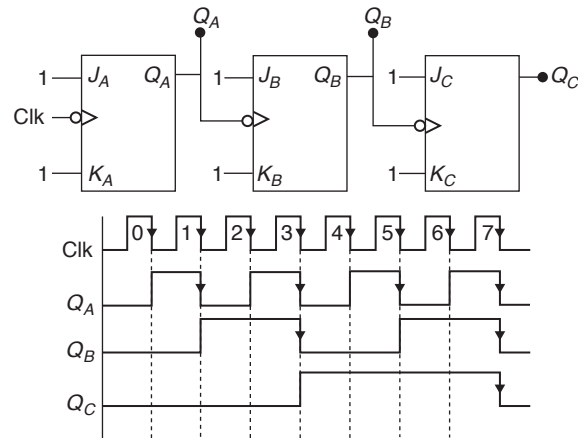 Q_A Q_B
1 J_A Q_A 1 J_B Q_B 1 J_C Q_C
Clk
1 K_A 1 K_B 1 K_C
Clk 0 1 2 3 4 5 6 7
Q_A
Q_B
Q_C